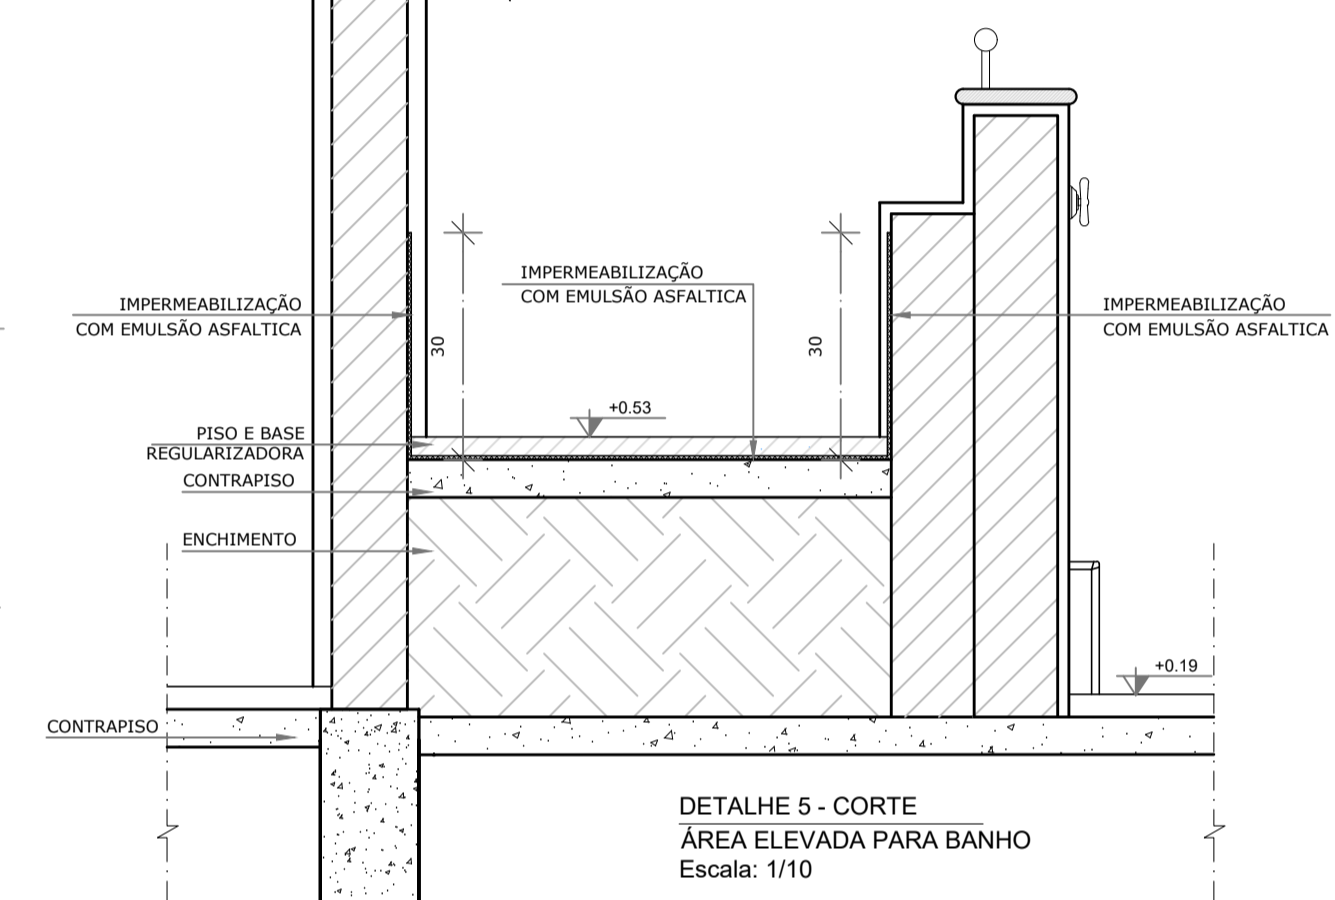 IMPERMEABILIZAÇÃO
COM EMULSÃO ASFALTICA
30
IMPERMEABILIZAÇÃO
COM EMULSÃO ASFALTICA
30
IMPERMEABILIZAÇÃO
COM EMULSÃO ASFALTICA
+0.53
PISO E BASE
REGULARIZADORA
CONTRAPISO
ENCHIMENTO
+0.19
CONTRAPISO
DETALHE 5 - CORTE
ÁREA ELEVADA PARA BANHO
Escala: 1/10